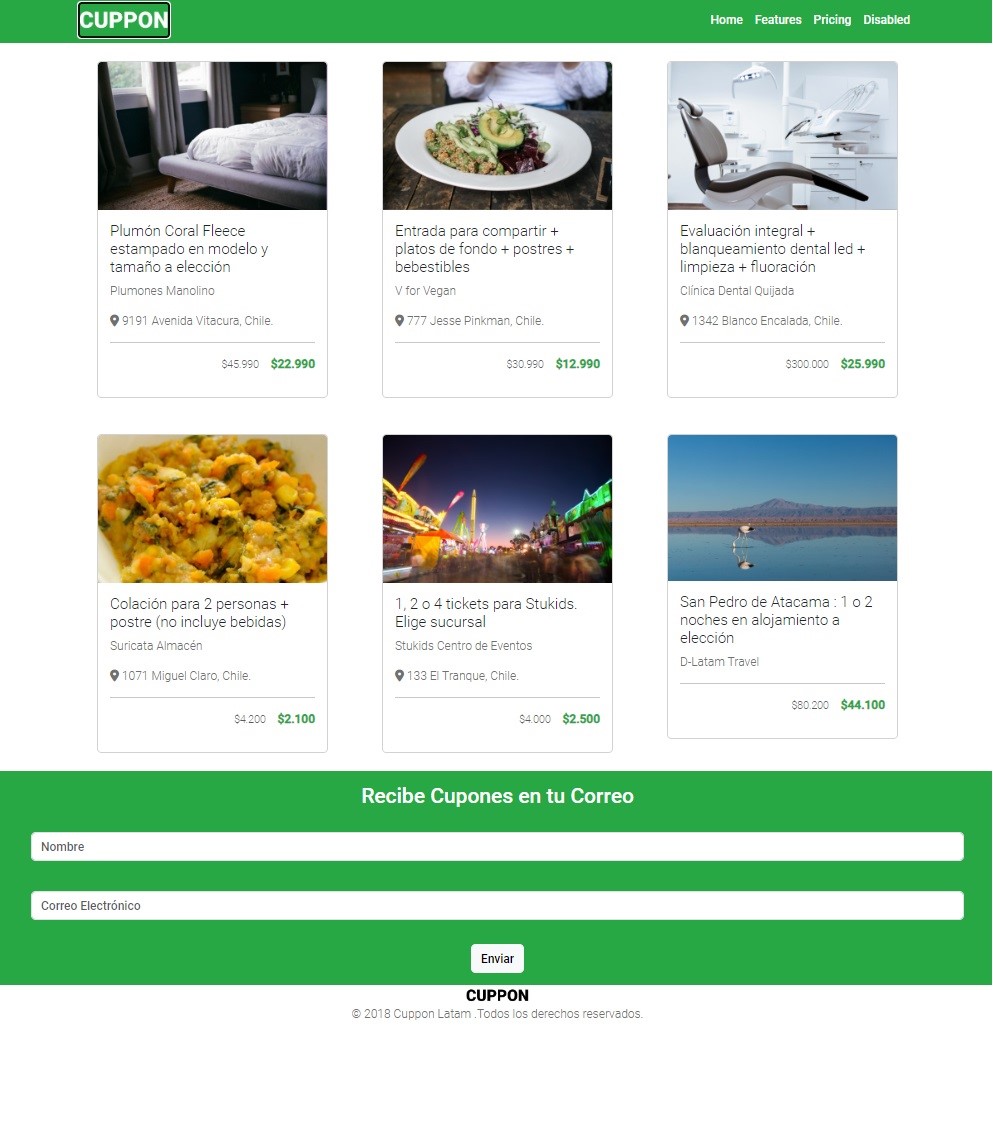 CUPPON
Home Features Pricing Disabled
Plumón Coral Fleece
estampado en modelo y
tamaño a elección
Plumones Manolino
9191 Avenida Vitacura, Chile.
$45.990 $22.990
Entrada para compartir +
platos de fondo + postres +
bebestibles
V for Vegan
777 Jesse Pinkman, Chile.
$30.990 $12.990
Evaluación integral +
blanqueamiento dental led +
limpieza + fluoración
Clínica Dental Quijada
1342 Blanco Encalada, Chile.
$300.000 $25.990
Colación para 2 personas +
postre (no incluye bebidas)
Suricata Almacén
1071 Miguel Claro, Chile.
$4.200 $2.100
1, 2 o 4 tickets para Stukids.
Elige sucursal
Stukids Centro de Eventos
133 El Tranque, Chile.
$4.000 $2.500
San Pedro de Atacama : 1 o 2
noches en alojamiento a
elección
D-Latam Travel
$80.200 $44.100
Recibe Cupones en tu Correo
Nombre
Correo Electrónico
Enviar
CUPPON
© 2018 Cuppon Latam .Todos los derechos reservados.